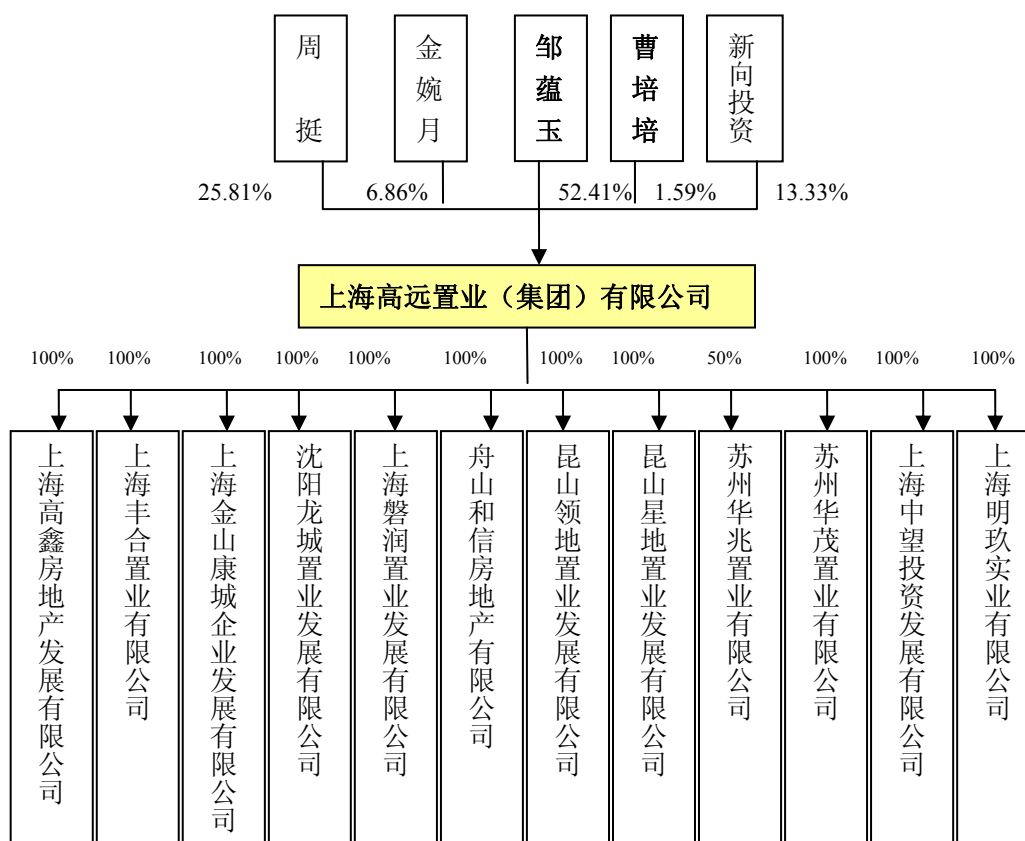 周挺
金婉月
邹蕴玉
曹培培
新向投资
25.81%
6.86%
52.41%
1.59%
13.33%
上海高远置业（集团）有限公司
100%
100%
100%
100%
100%
100%
100%
100%
50%
100%
100%
100%
上海高鑫房地产发展有限公司
上海丰合置业有限公司
上海金山康城企业发展有限公司
沈阳龙城置业发展有限公司
上海磐润置业发展有限公司
舟山和信房地产有限公司
昆山领地置业发展有限公司
昆山星地置业发展有限公司
苏州华兆置业有限公司
苏州华茂置业有限公司
上海中望投资发展有限公司
上海明玖实业有限公司